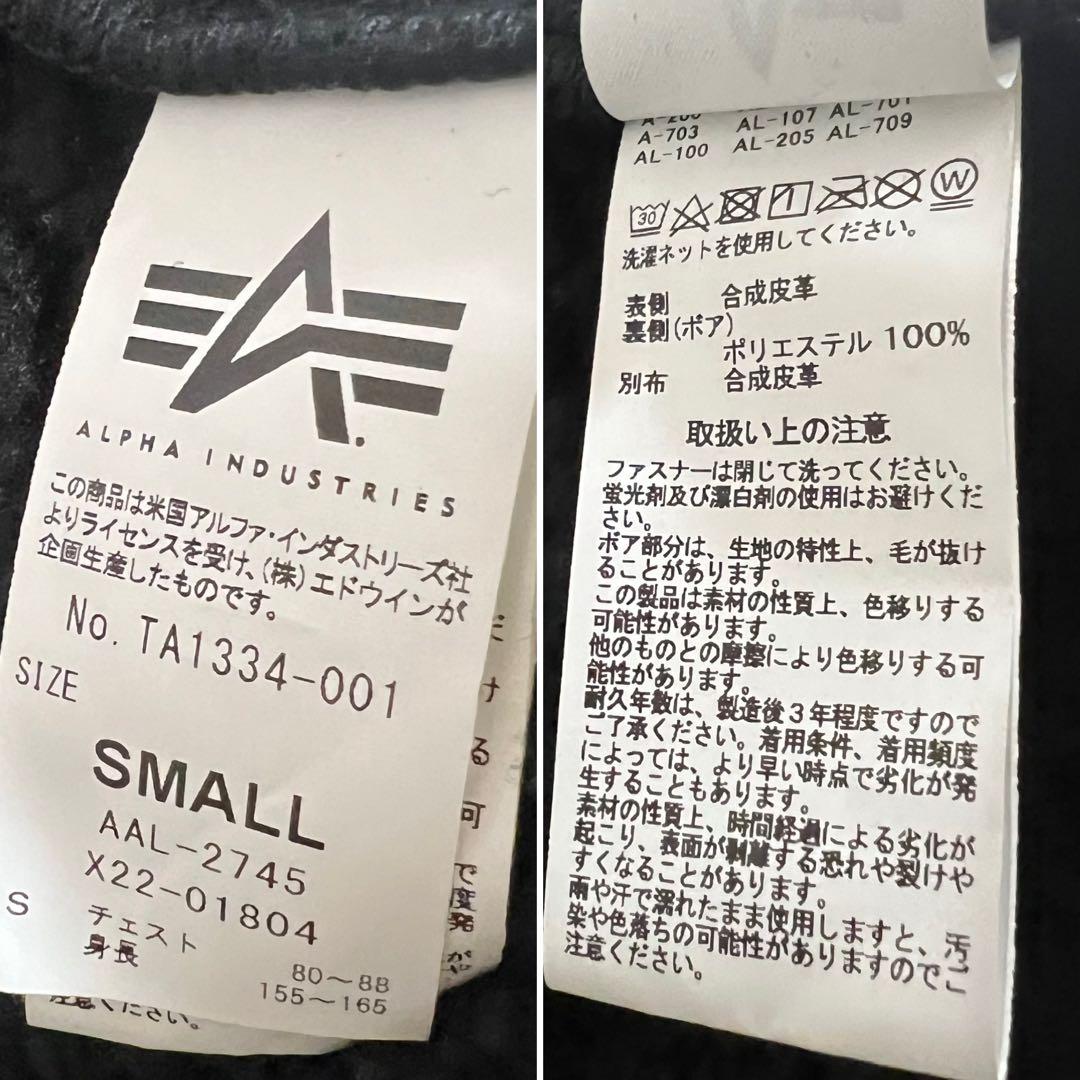 ALPHA INDUSTRIES
この商品は米国アルファ・インダストリーズ社
よりライセンスを受け、(株)エドウインが
企画生産したものです。
No. TA1334-001
SIZE
SMALL
AAL-2745
X22-01804
S
チェスト 80～88
身長 155～165
注意ください。
A-703 AL-107 AL-701
AL-100 AL-205 AL-709
30
1
W
洗濯ネットを使用してください。
表側 合成皮革
裏側(ボア)
ポリエステル 100%
別布 合成皮革
取扱い上の注意
ファスナーは閉じて洗ってください。
蛍光剤及び漂白剤の使用はお避けくだ
さい。
ボア部分は、生地の特性上、毛が抜け
ることがあります。
この製品は素材の性質上、色移りする
可能性があります。
他のものとの摩擦により色移りする可
能性があります。
耐久年数は、製造後3年程度ですので
ご了承ください。着用条件、着用頻度
によっては、より早い時点で劣化が発
生することもあります。
素材の性質上、時間経過による劣化が
起こり、表面が剥離する恐れや裂けや
すくなることがあります。
雨や汗で濡れたまま使用しますと、汚
染や色落ちの可能性がありますのでご
注意ください。